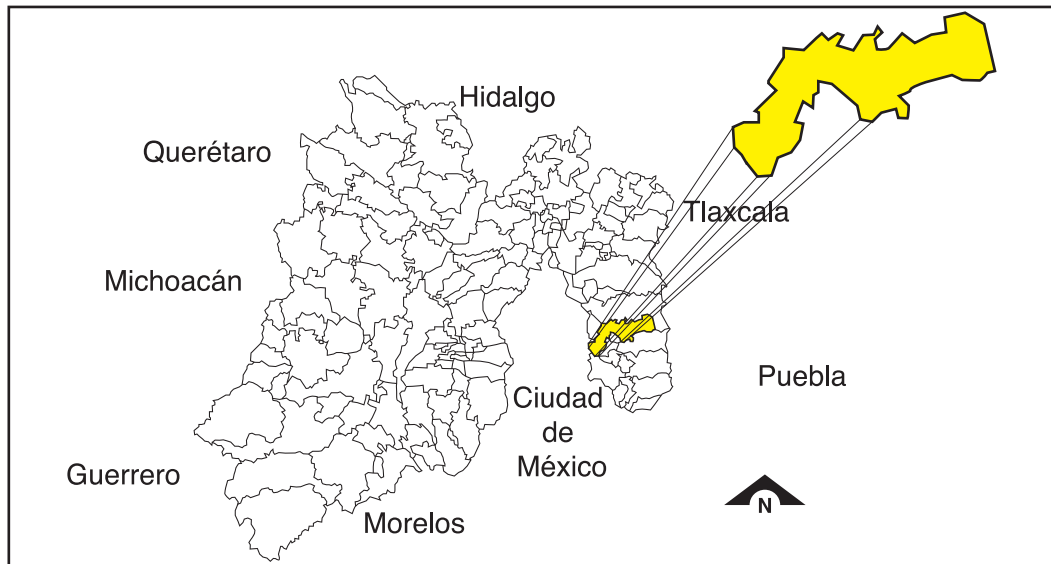 Hidalgo
Querétaro
Tlaxcala
Michoacán
Puebla
Ciudad
de
México
Guerrero
Morelos
N